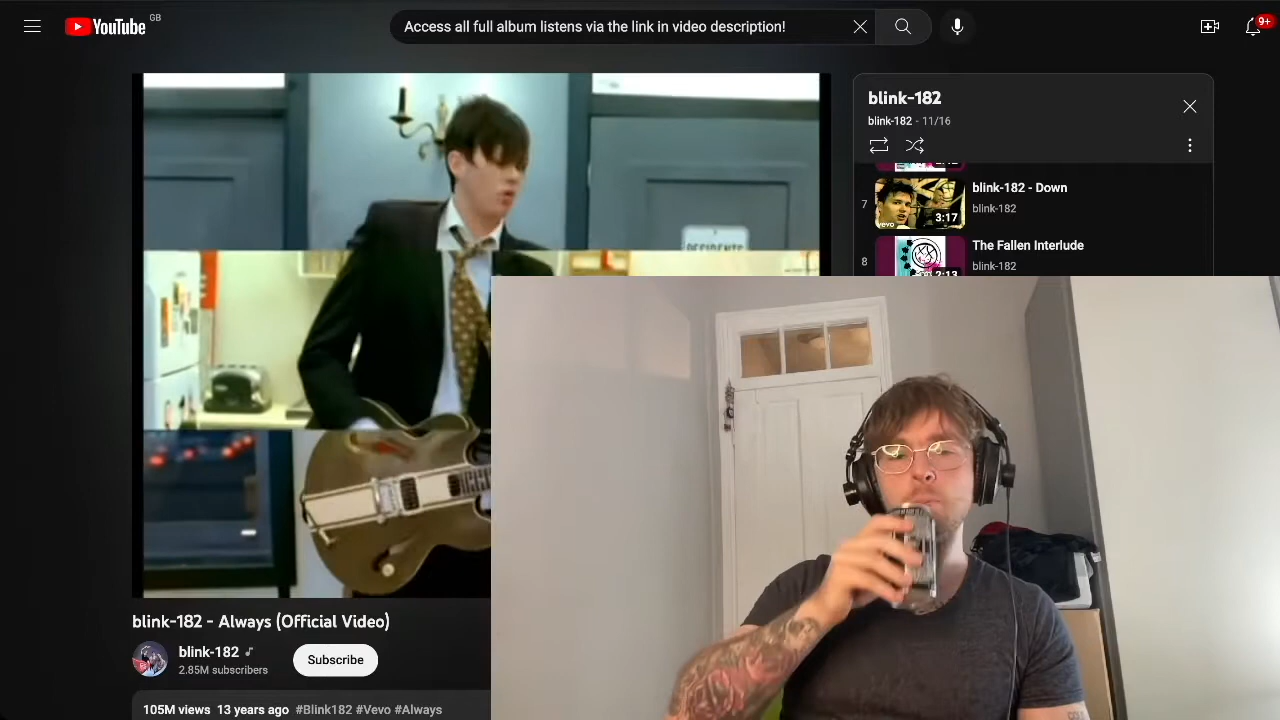 YouTube GB
Access all full album listens via the link in video description!
9+
blink-182
blink-182 - 11/16
7
blink-182 - Down
blink-182
3:17
vevo
8
The Fallen Interlude
blink-182
2:13
RESIDENTS
blink-182 - Always (Official Video)
blink-182
2.85M subscribers
Subscribe
105M views 13 years ago #Blink182 #Vevo #Always